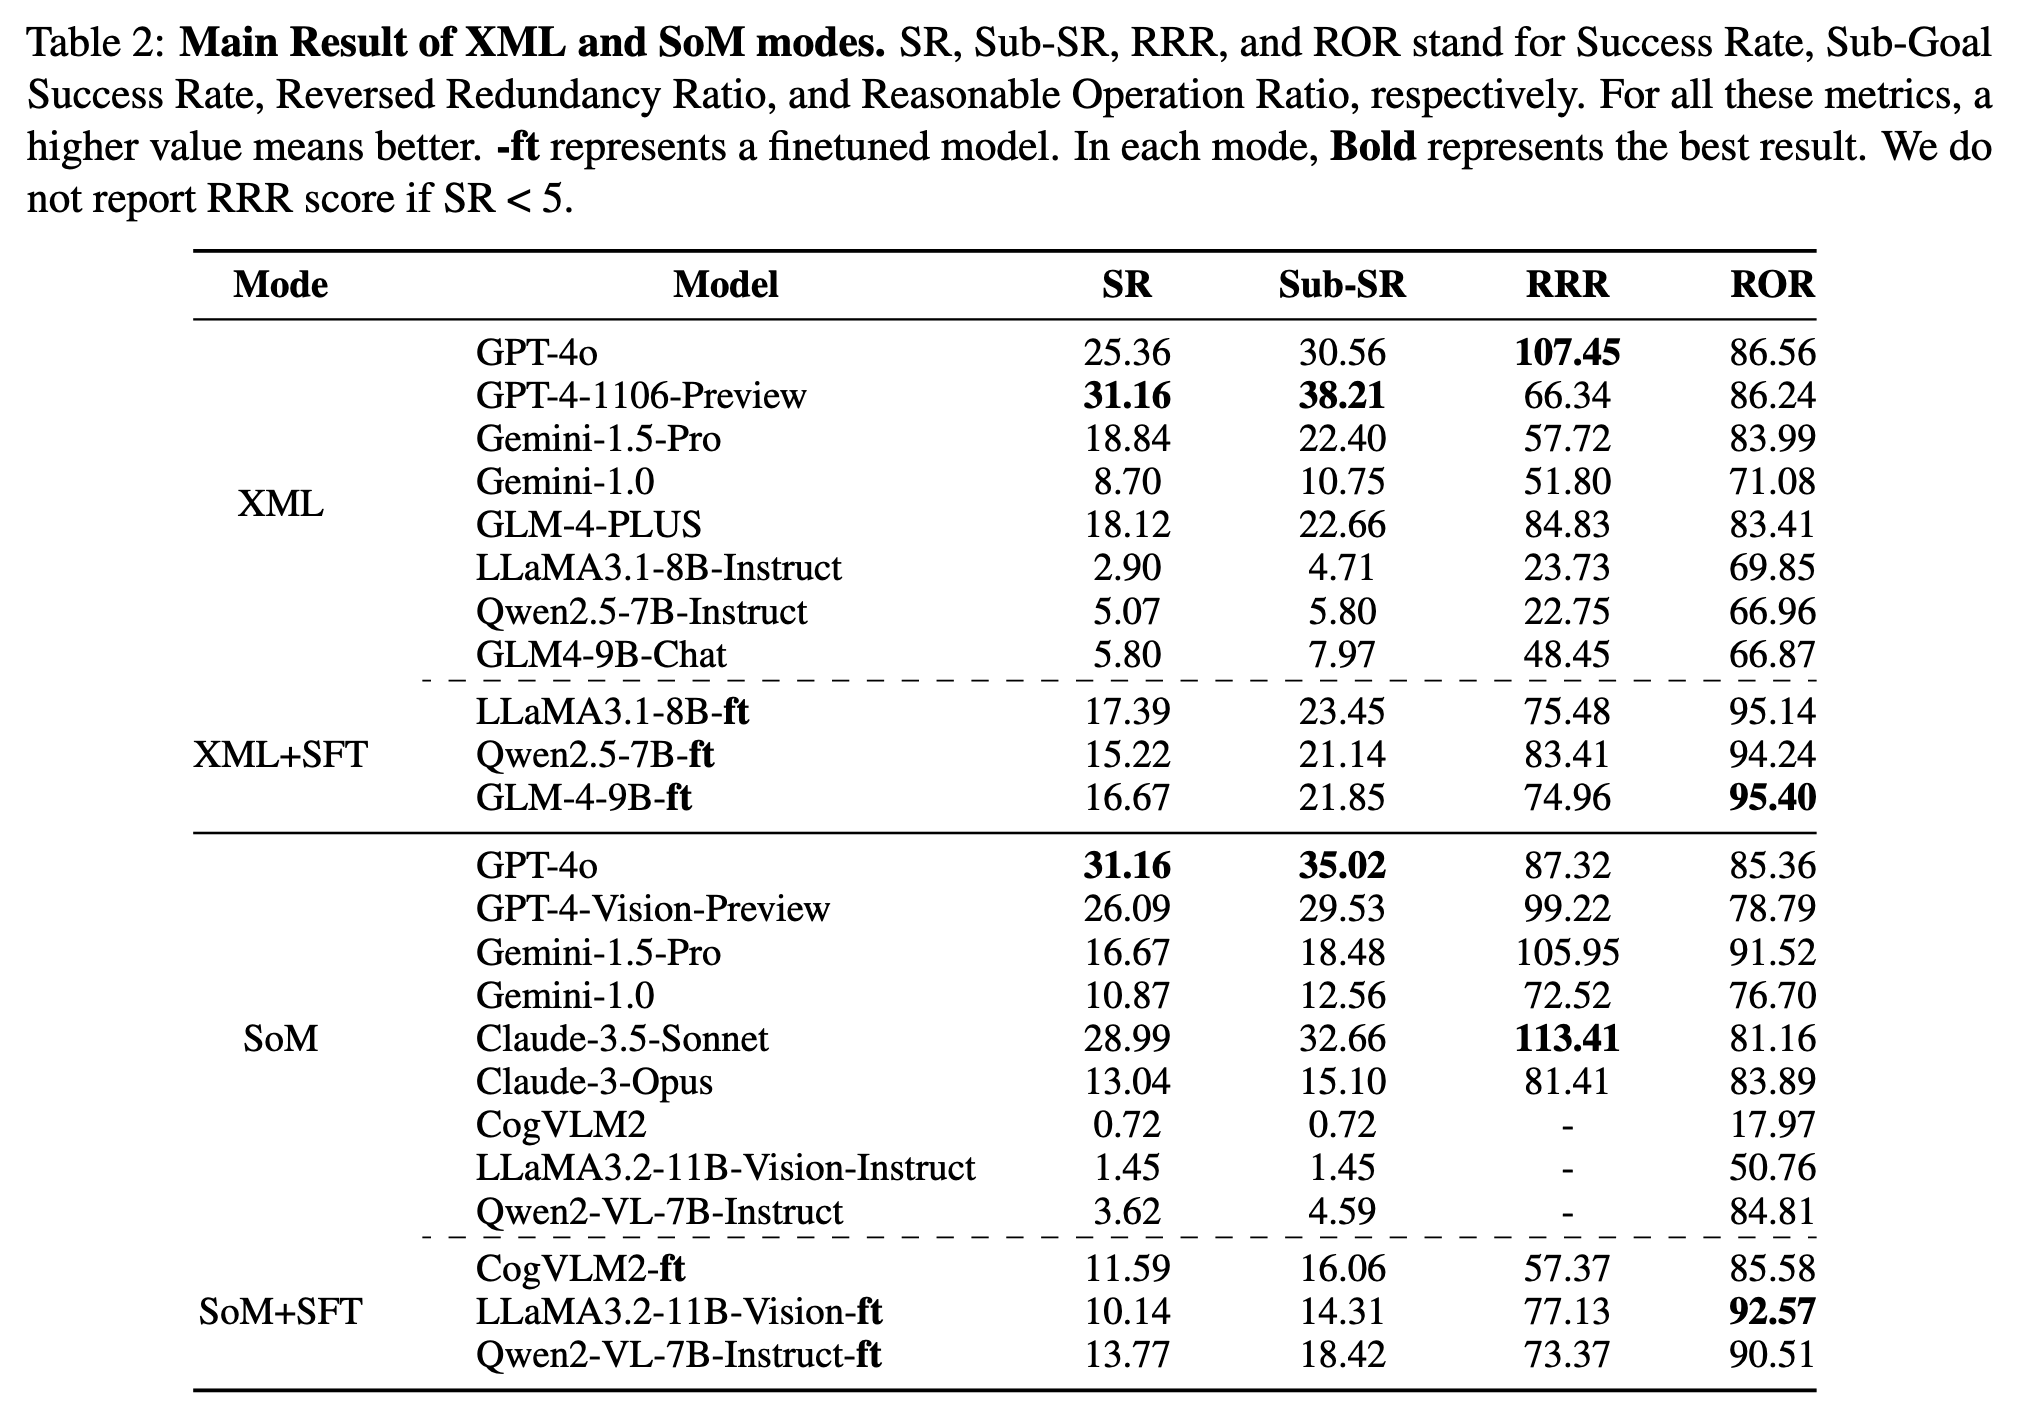 Table 2: Main Result of XML and SoM modes. SR, Sub-SR, RRR, and ROR stand for Success Rate, Sub-Goal
Success Rate, Reversed Redundancy Ratio, and Reasonable Operation Ratio, respectively. For all these metrics, a
higher value means better. -ft represents a finetuned model. In each mode, Bold represents the best result. We do
not report RRR score if SR < 5.
Mode Model SR Sub-SR RRR ROR
GPT-4o 25.36 30.56 107.45 86.56
GPT-4-1106-Preview 31.16 38.21 66.34 86.24
Gemini-1.5-Pro 18.84 22.40 57.72 83.99
Gemini-1.0 8.70 10.75 51.80 71.08
XML
GLM-4-PLUS 18.12 22.66 84.83 83.41
LLaMA3.1-8B-Instruct 2.90 4.71 23.73 69.85
Qwen2.5-7B-Instruct 5.07 5.80 22.75 66.96
GLM4-9B-Chat 5.80 7.97 48.45 66.87
LLaMA3.1-8B-ft 17.39 23.45 75.48 95.14
XML+SFT Qwen2.5-7B-ft 15.22 21.14 83.41 94.24
GLM-4-9B-ft 16.67 21.85 74.96 95.40
GPT-4o 31.16 35.02 87.32 85.36
GPT-4-Vision-Preview 26.09 29.53 99.22 78.79
Gemini-1.5-Pro 16.67 18.48 105.95 91.52
Gemini-1.0 10.87 12.56 72.52 76.70
SoM Claude-3.5-Sonnet 28.99 32.66 113.41 81.16
Claude-3-Opus 13.04 15.10 81.41 83.89
CogVLM2 0.72 0.72 - 17.97
LLaMA3.2-11B-Vision-Instruct 1.45 1.45 - 50.76
Qwen2-VL-7B-Instruct 3.62 4.59 - 84.81
CogVLM2-ft 11.59 16.06 57.37 85.58
SoM+SFT LLaMA3.2-11B-Vision-ft 10.14 14.31 77.13 92.57
Qwen2-VL-7B-Instruct-ft 13.77 18.42 73.37 90.51